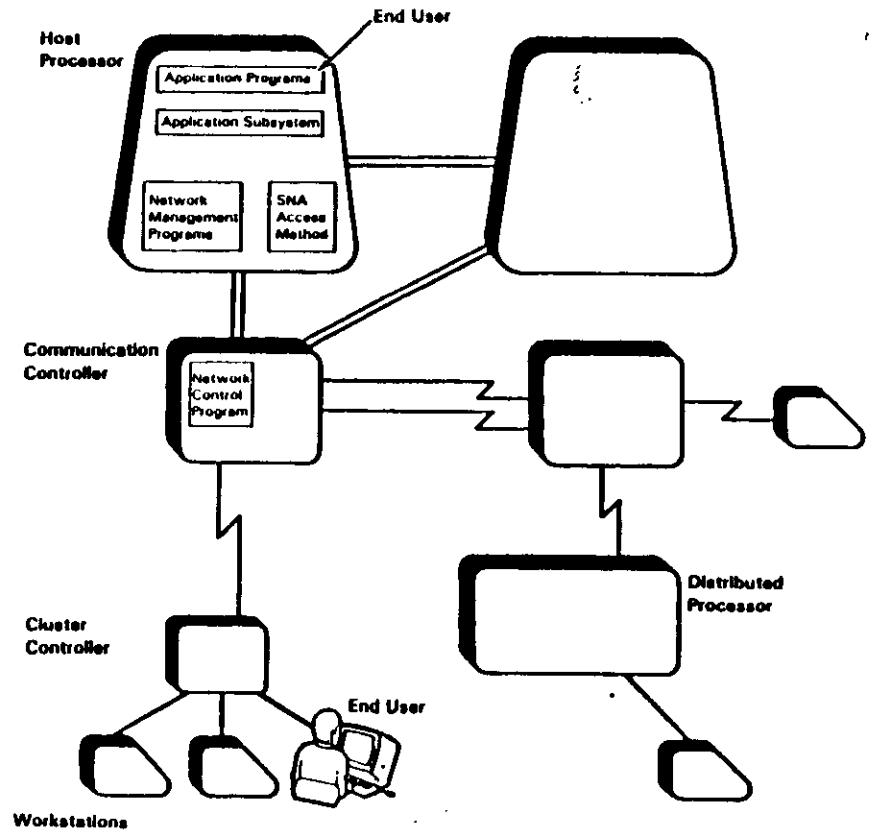 End User
Host
Processor
Application Programs
Application Subsystem
Network
Management
Programs
SNA
Access
Method
Communication
Controller
Network
Control
Program
Distributed
Processor
Cluster
Controller
End User
Workstations